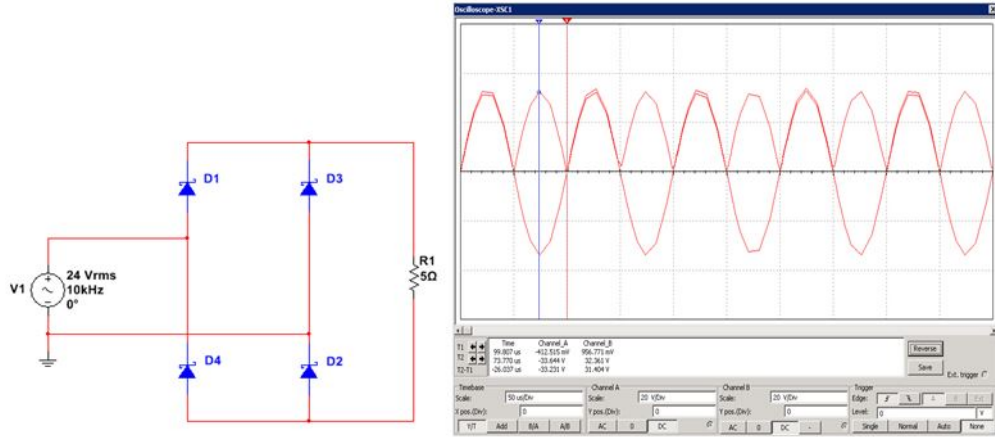 Oscilloscope-XSC1
D1
D3
V1
24 Vrms
10kHz
0°
R1
5Ω
D4
D2
Time Channel_A Channel_B
T1 99.807 us -412.515 mV 956.771 mV
T2 73.770 us -33.644 V 32.361 V
T2-T1 -26.037 us -33.231 V 31.404 V
Reverse
Save
Ext. trigger
Timebase
Scale: 50 us/Div
X pos.(Div): 0
Y/T Add B/A A/B
Channel A
Scale: 20 V/Div
Y pos.(Div): 0
AC 0 DC
Channel B
Scale: 20 V/Div
Y pos.(Div): 0
AC 0 DC -
Trigger
Edge: A B Ext
Level: 0 V
Single Normal Auto None